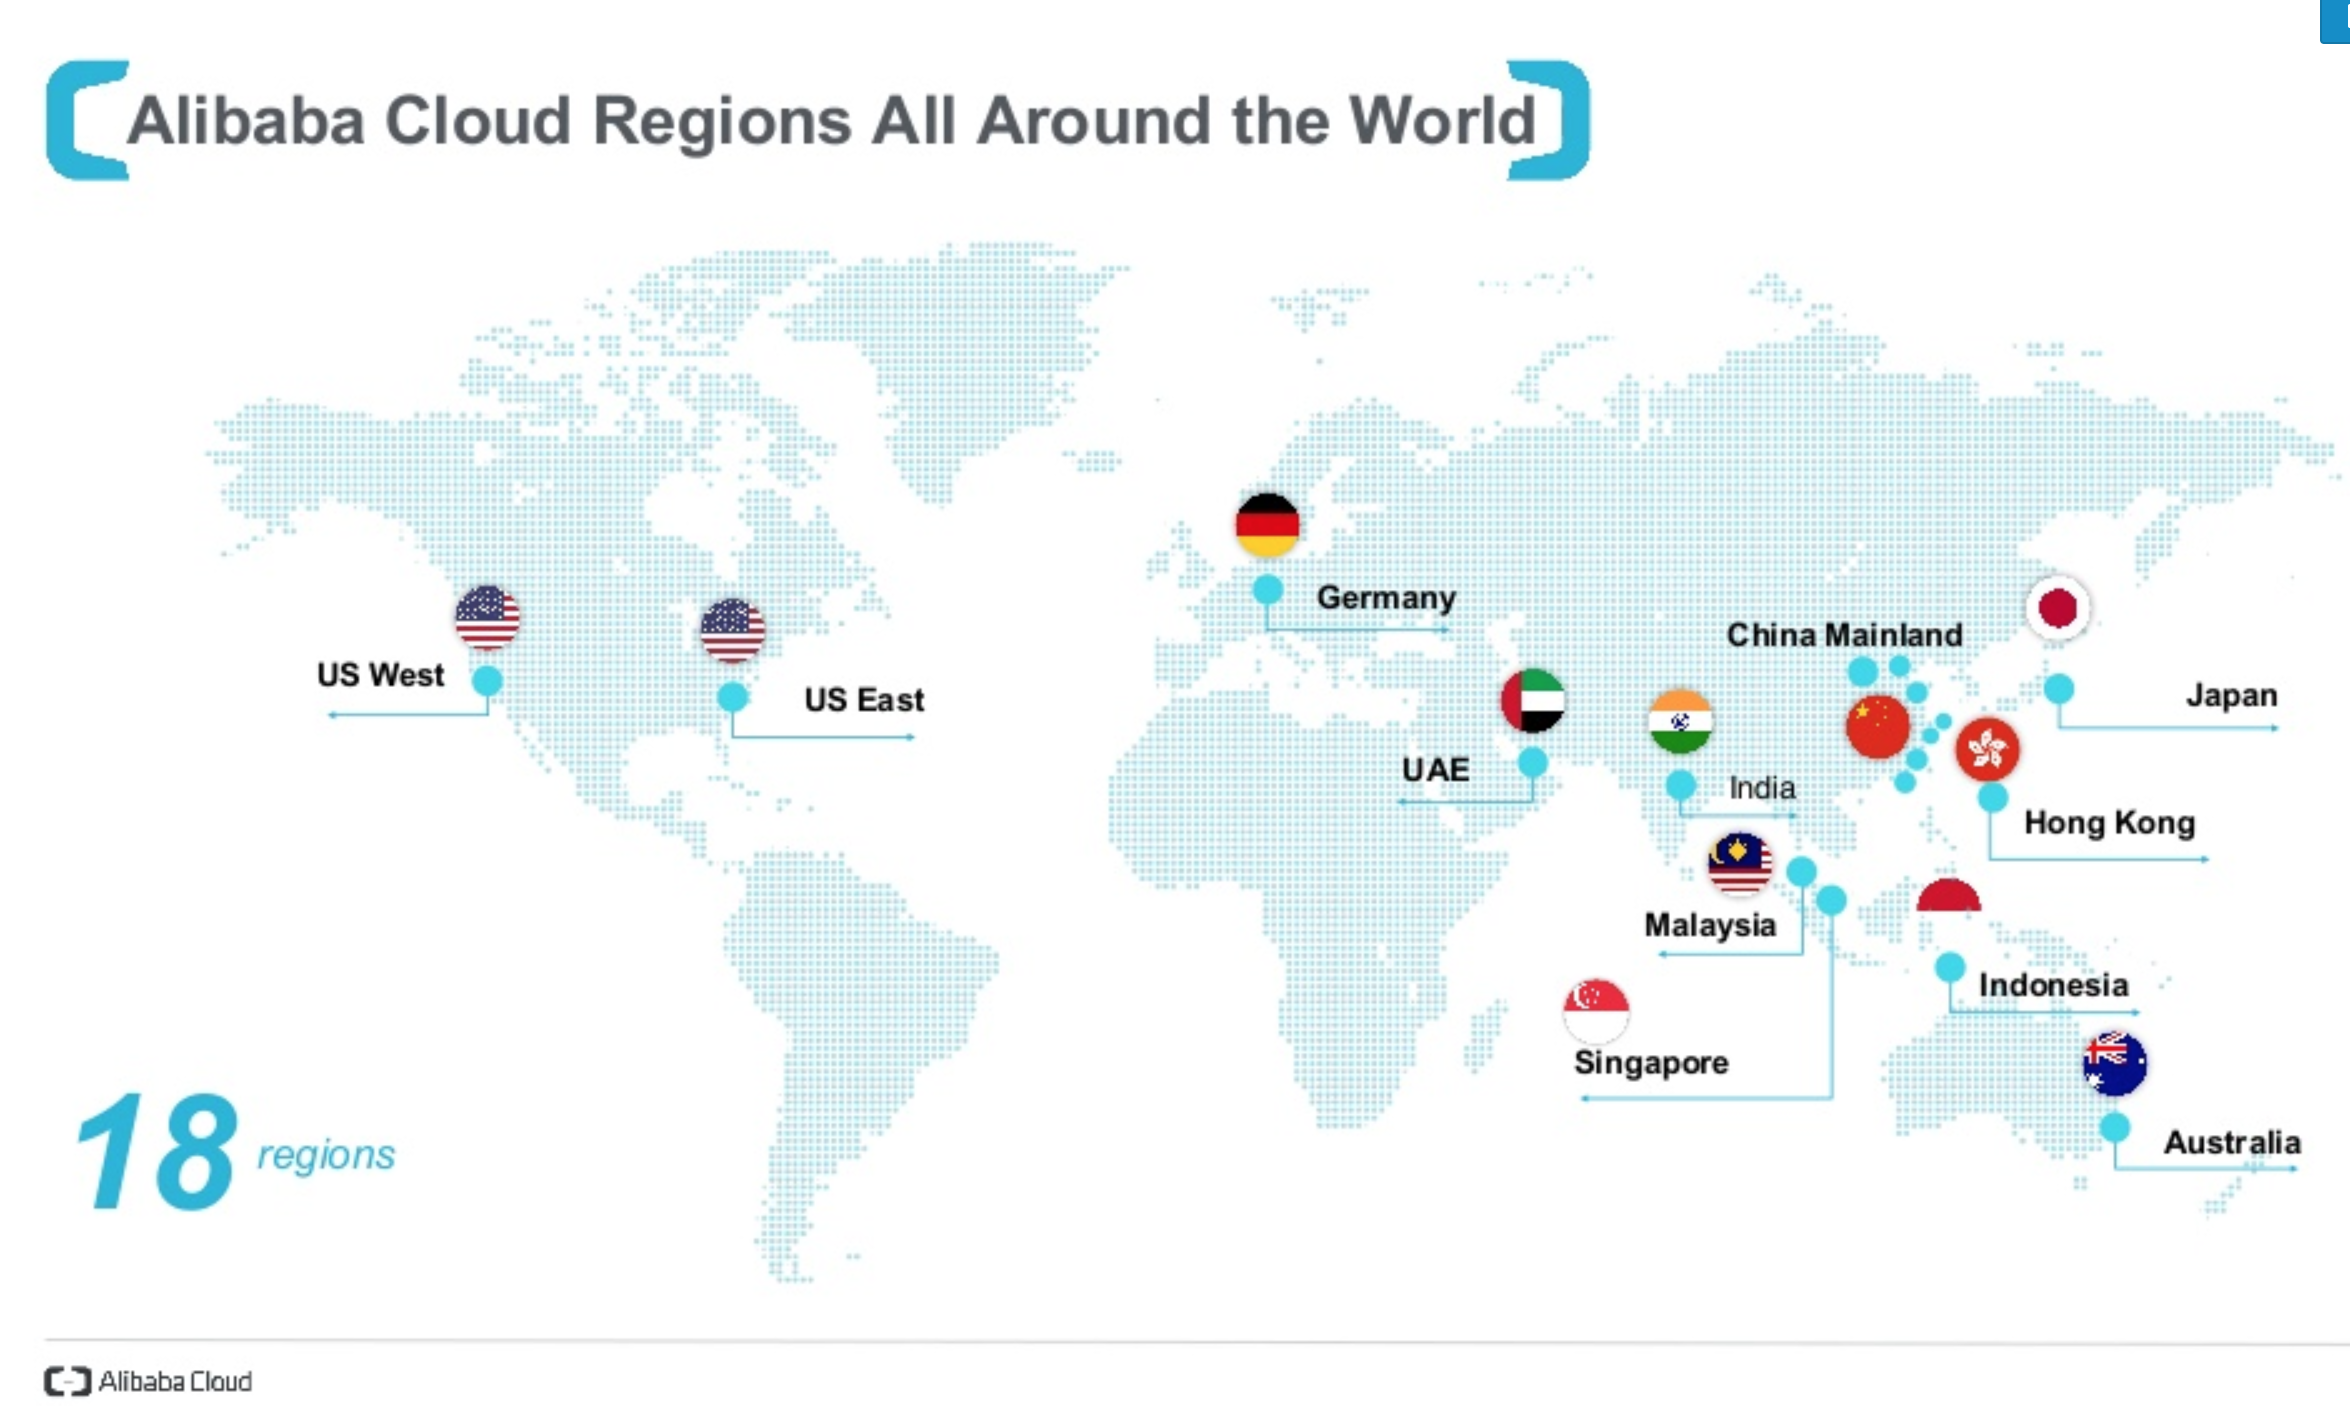 Alibaba Cloud Regions All Around the World
Germany
China Mainland
US West
US East
Japan
UAE
India
Hong Kong
Malaysia
Indonesia
Singapore
Australia
18 regions
Alibaba Cloud